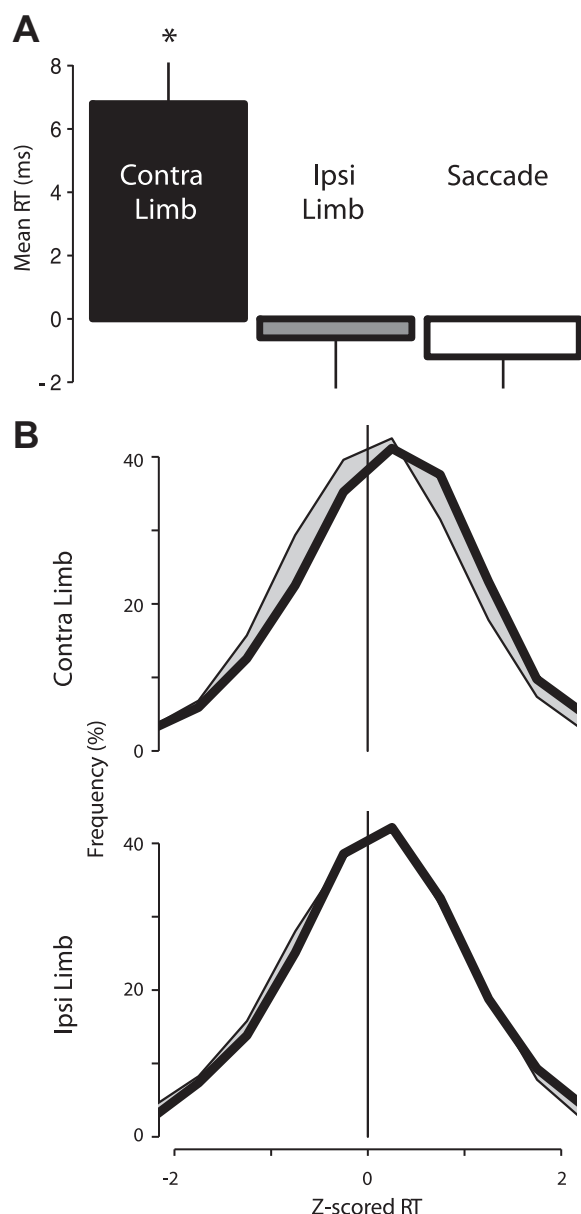 A
*
8
6
4
2
0
- 2
Mean RT (ms)
Contra
Limb
Ipsi
Limb
Saccade
B
40
20
0
Contra Limb
Frequency (%)
40
20
0
Ipsi Limb
-2
0
2
Z-scored RT